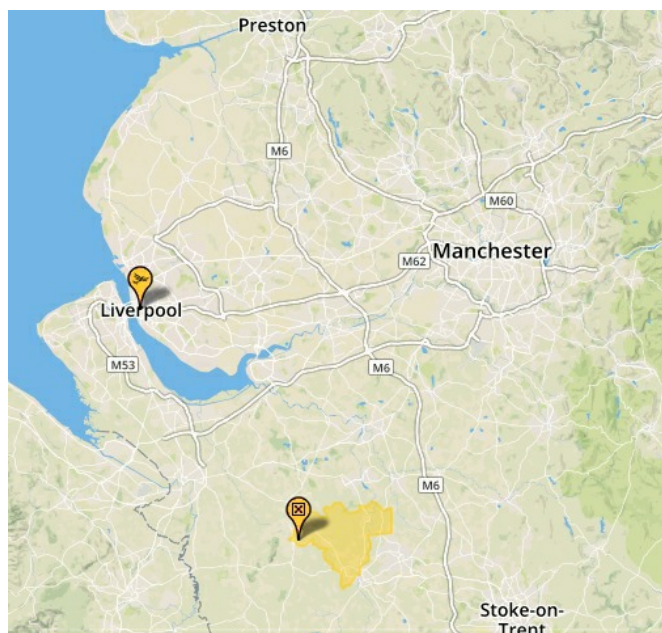 Preston
M6
M60
Manchester
M62
Liverpool
M53
M6
M6
Stoke-on-
Trent